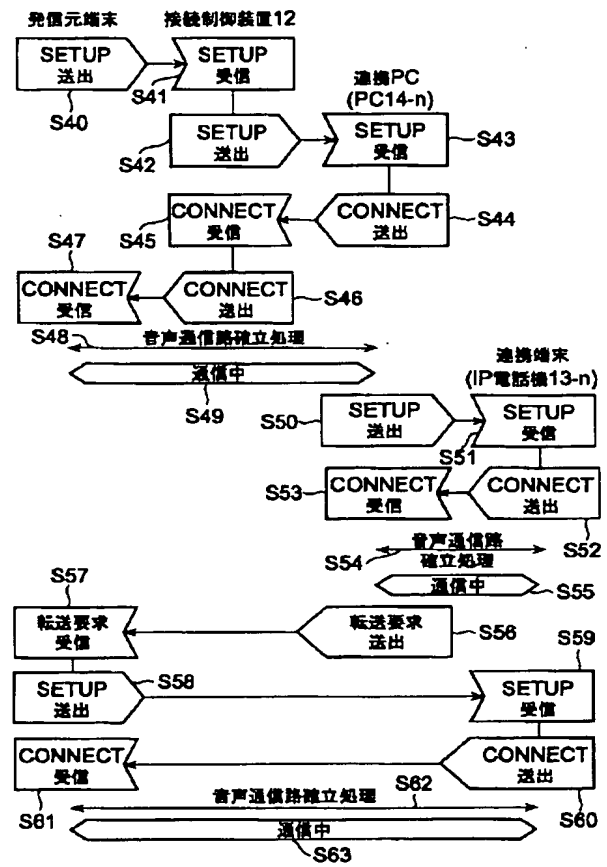 発信元端末
接続制御装置12
SETUP
送出
S40
SETUP
受信
S41
連携PC
(PC14-n)
SETUP
送出
S42
SETUP
受信
S43
CONNECT
受信
S45
CONNECT
送出
S44
S47
CONNECT
受信
CONNECT
送出
S46
S48
音声通信路確立処理
通信中
S49
連携端末
(IP電話機13-n)
S50
SETUP
送出
S51
SETUP
受信
S53
CONNECT
受信
CONNECT
送出
S52
S54
音声通信路
確立処理
通信中
S55
S57
転送要求
受信
転送要求
送出
S56
S59
SETUP
送出
S58
SETUP
受信
CONNECT
受信
S61
CONNECT
送出
S60
音声通信路確立処理
S62
通信中
S63